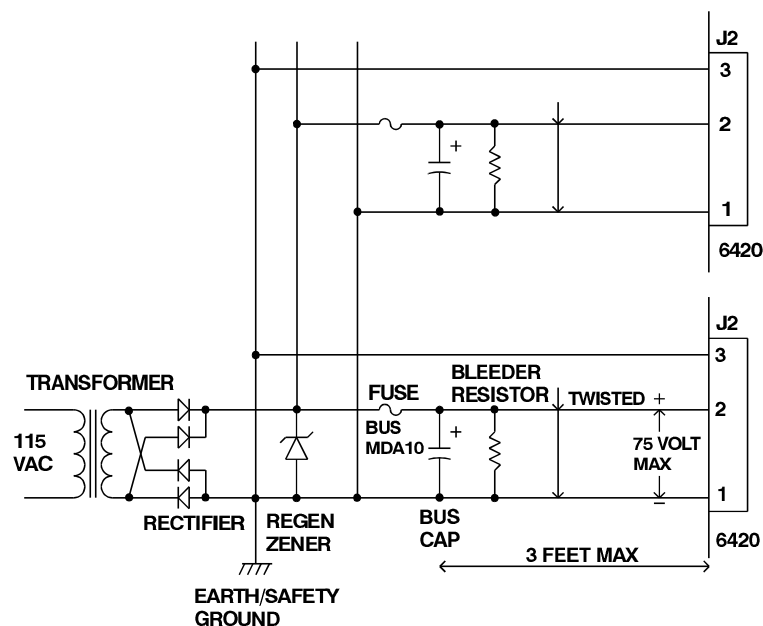 J2
3
2
+
1
6420
J2
3
TRANSFORMER
BLEEDER
RESISTOR
FUSE
TWISTED +
2
BUS
MDA10
+
115
VAC
75 VOLT
MAX
1
–
RECTIFIER
REGEN
ZENER
BUS
CAP
6420
3 FEET MAX
EARTH/SAFETY
GROUND